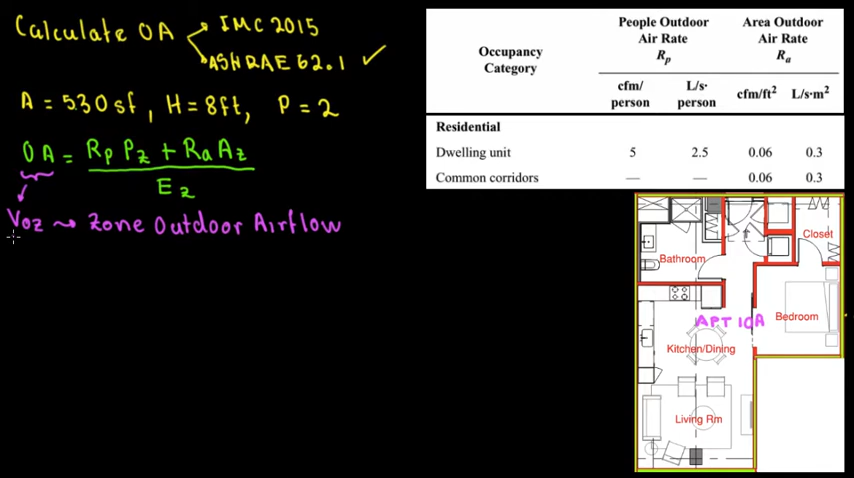 Calculate OA
IMC 2015
ASHRAE 62.1 ✓
A = 530 sf, H = 8ft, P = 2
OA = Rp Pz + Ra Az
Ez
Voz → Zone Outdoor Airflow
Occupancy
Category
People Outdoor
Air Rate
Rp
Area Outdoor
Air Rate
Ra
cfm/
person
L/s·
person
cfm/ft²
L/s·m²
Residential
Dwelling unit 5 2.5 0.06 0.3
Common corridors — — 0.06 0.3
Closet
Bathroom
Bedroom
APT 10A
Kitchen/Dining
Living Rm